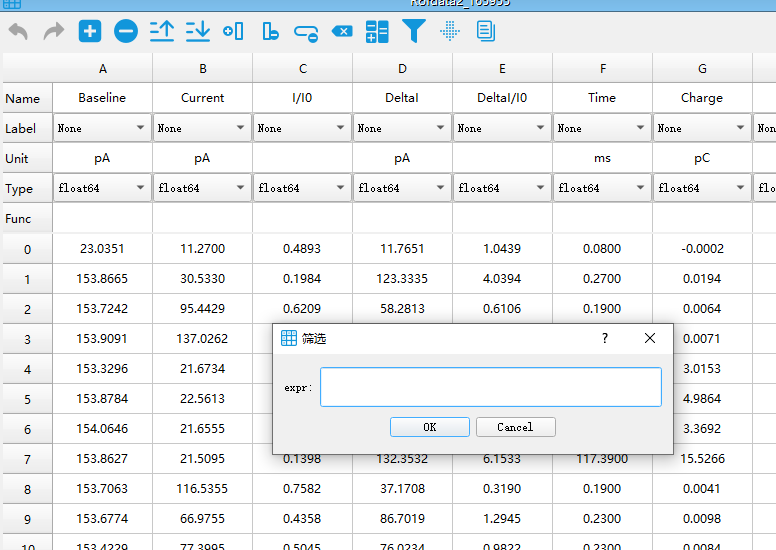 Rofdata2_165955
A B C D E F G
Name Baseline Current I/I0 DeltaI DeltaI/I0 Time Charge
Label None None None None None None None Non
Unit pA pA pA ms pC
Type float64 float64 float64 float64 float64 float64 float64 flo
Func
0 23.0351 11.2700 0.4893 11.7651 1.0439 0.0800 -0.0002
1 153.8665 30.5330 0.1984 123.3335 4.0394 0.2700 0.0194
2 153.7242 95.4429 0.6209 58.2813 0.6106 0.1900 0.0064
筛选 ?
3 153.9091 137.0262 0.0071
4 153.3296 21.6734 3.0153
expr:
5 153.8784 22.5613 4.9864
OK Cancel
6 154.0646 21.6555 3.3692
7 153.8627 21.5095 0.1398 132.3532 6.1533 117.3900 15.5266
8 153.7063 116.5355 0.7582 37.1708 0.3190 0.1900 0.0041
9 153.6774 66.9755 0.4358 86.7019 1.2945 0.2300 0.0098
10 153.4229 77.3995 0.5045 76.0234 0.9822 0.2300 0.0084